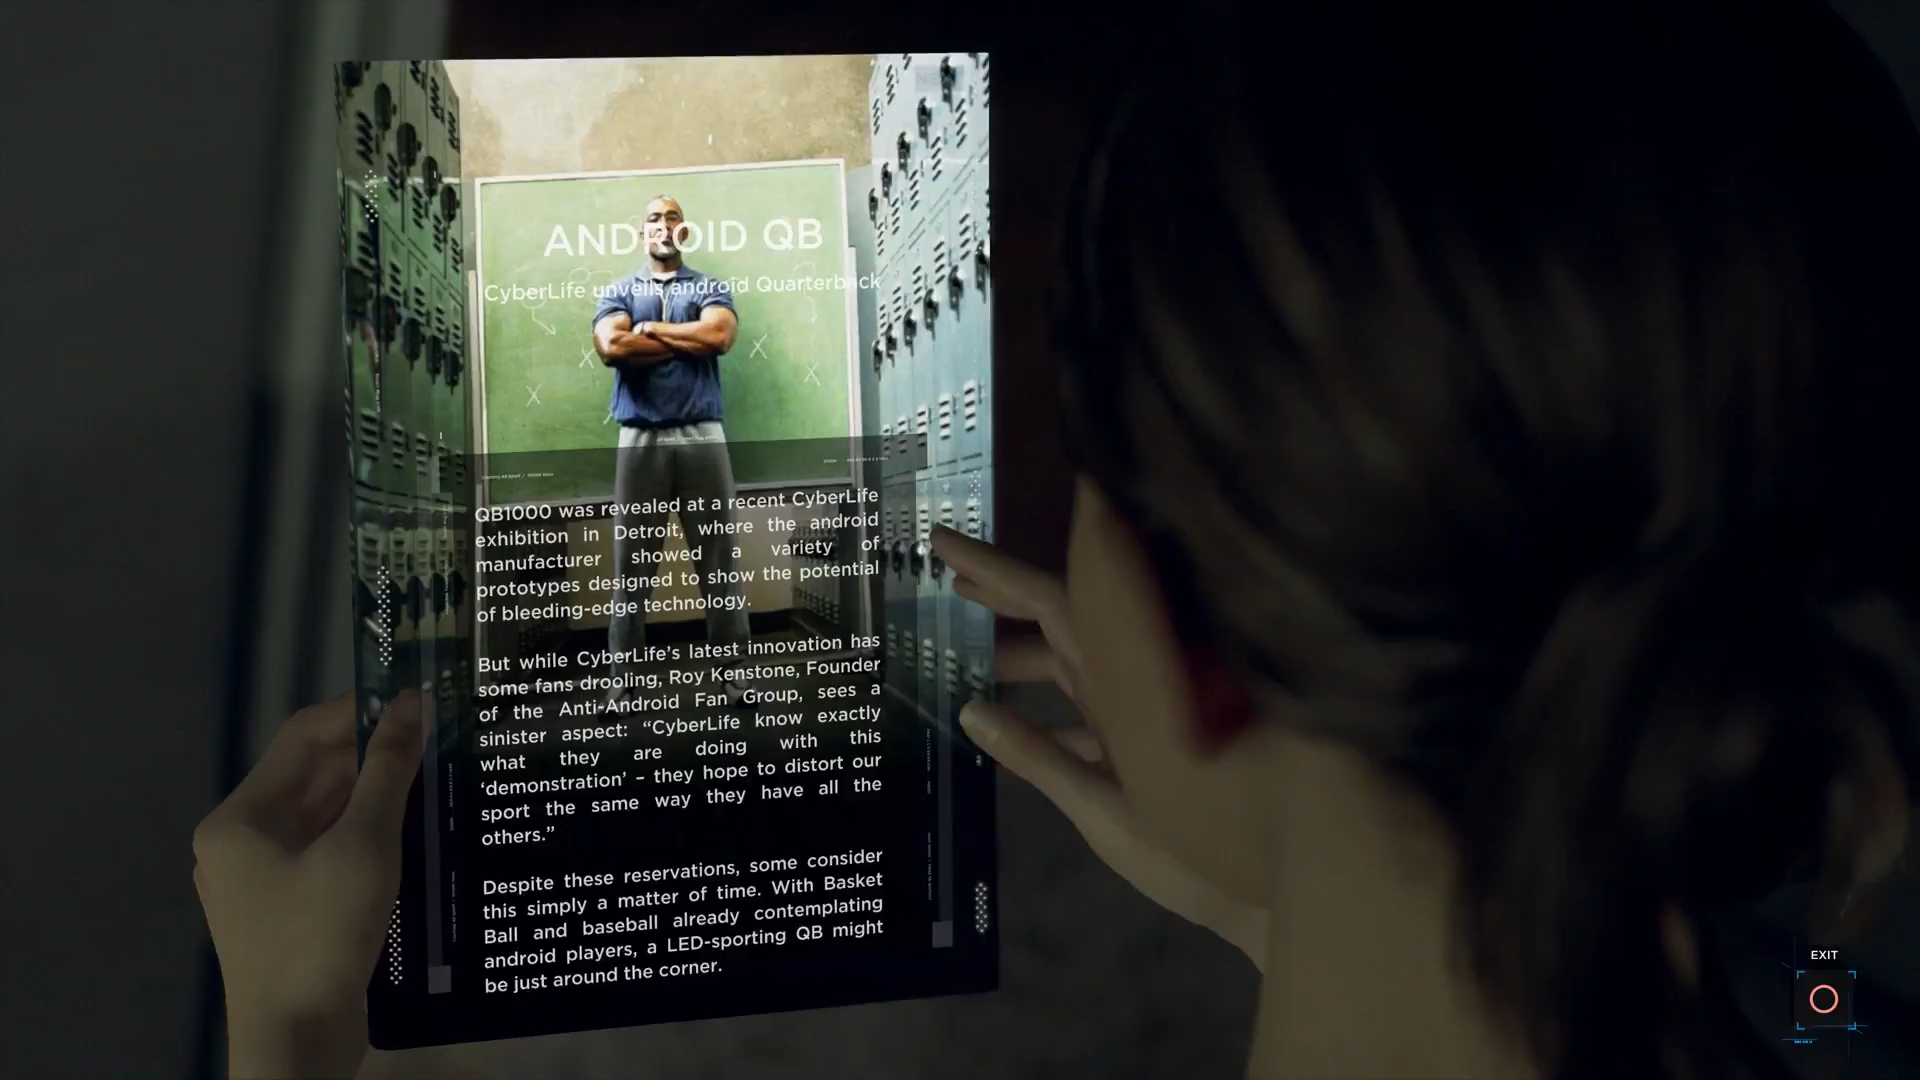 ANDROID QB
CyberLife unveils android Quarterback
QB1000 was revealed at a recent CyberLife
exhibition in Detroit, where the android
manufacturer showed a variety of
prototypes designed to show the potential
of bleeding-edge technology.
But while CyberLife’s latest innovation has
some fans drooling, Roy Kenstone, Founder
of the Anti-Android Fan Group, sees a
sinister aspect: “CyberLife know exactly
what they are doing with this
‘demonstration’ – they hope to distort our
sport the same way they have all the
others.”
Despite these reservations, some consider
this simply a matter of time. With Basket
Ball and baseball already contemplating
android players, a LED-sporting QB might
be just around the corner.
EXIT